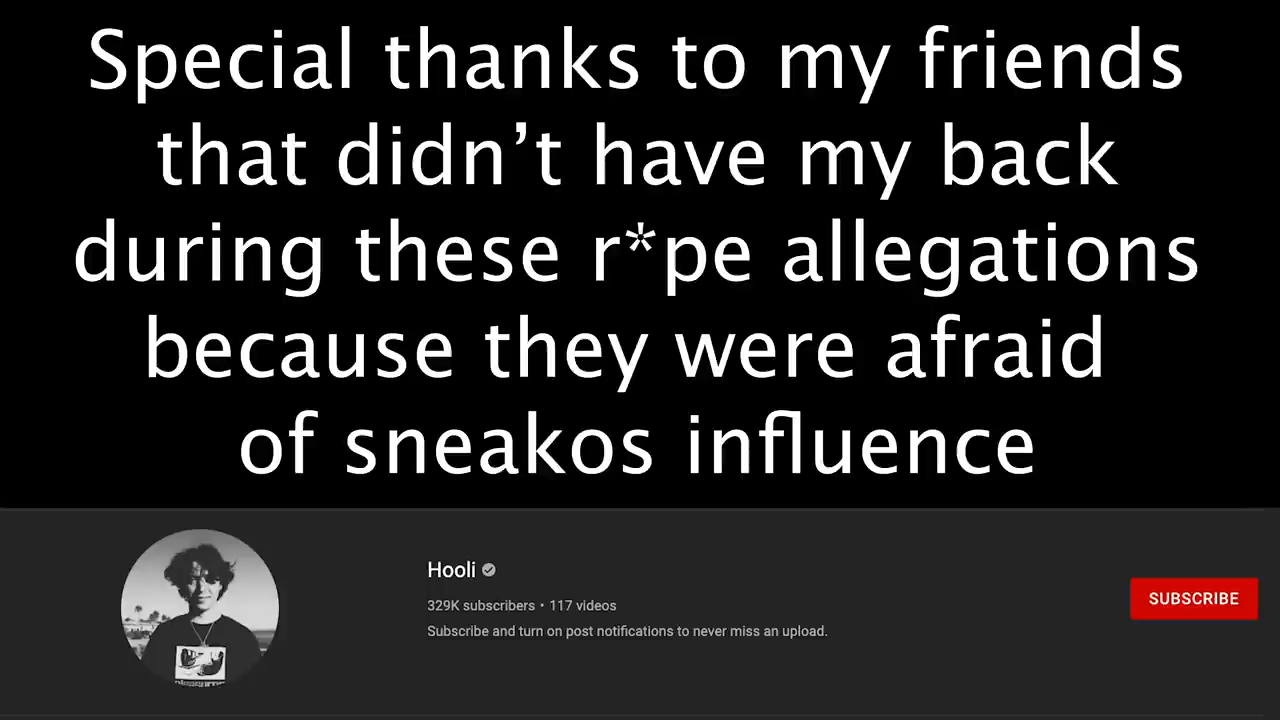 Special thanks to my friends
that didn’t have my back
during these r*pe allegations
because they were afraid
of sneakos influence
Hooli
329K subscribers • 117 videos
SUBSCRIBE
Subscribe and turn on post notifications to never miss an upload.